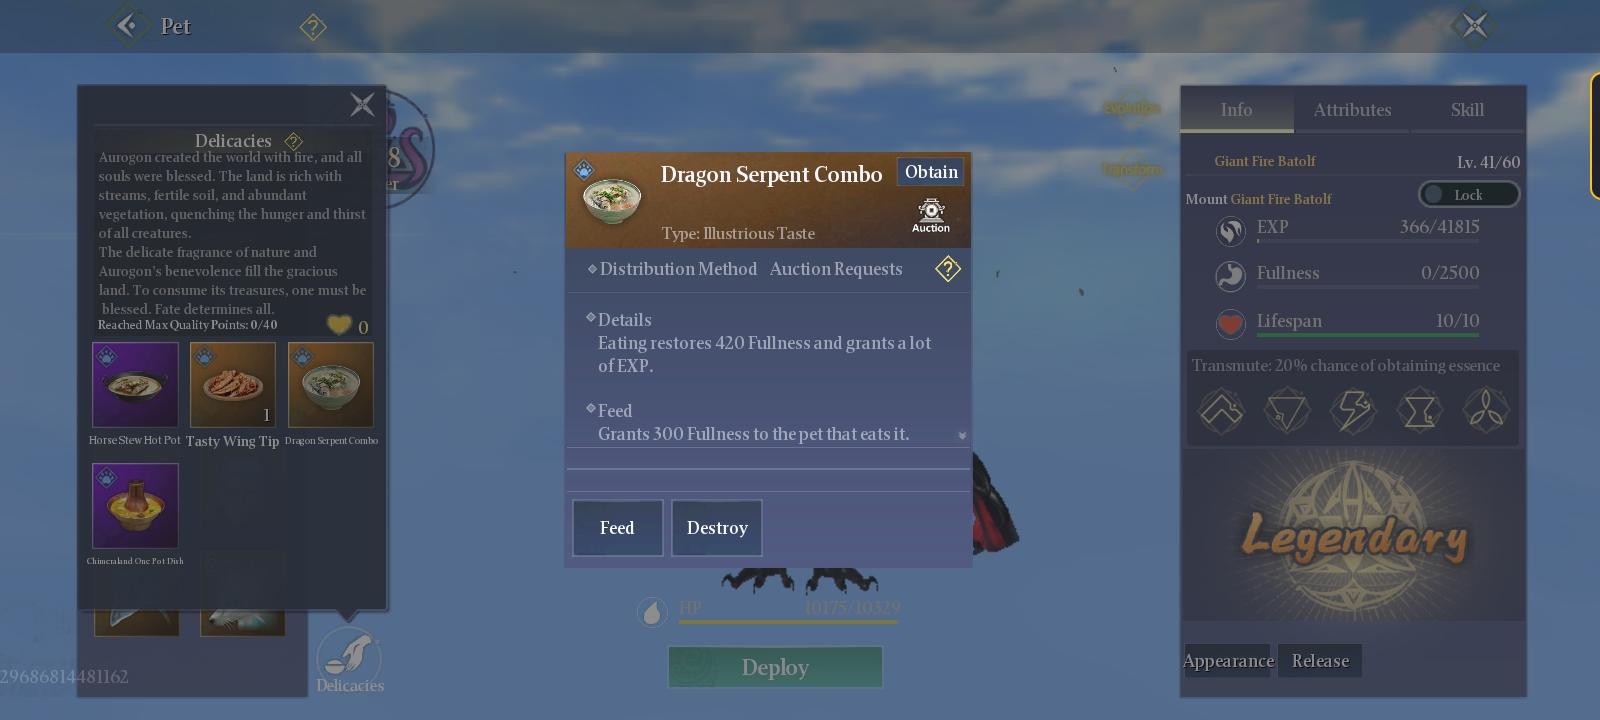 Pet
Delicacies
Aurogon created the world with fire, and all
souls were blessed. The land is rich with
streams, fertile soil, and abundant
vegetation, quenching the hunger and thirst
of all creatures.
The delicate fragrance of nature and
Aurogon's benevolence fill the gracious
land. To consume its treasures, one must be
blessed. Fate determines all.
Reached Max Quality Points: 0/40
0
1
Horse Stew Hot Pot
Tasty Wing Tip
Dragon Serpent Combo
Chimeraland One Pot Dish
Delicacies
29686814481162
Dragon Serpent Combo
Obtain
Type: Illustrious Taste
Auction
Distribution Method Auction Requests
Details
Eating restores 420 Fullness and grants a lot
of EXP.
Feed
Grants 300 Fullness to the pet that eats it.
Feed
Destroy
HP 10175/10329
Deploy
Evolution
Transform
Info
Attributes
Skill
Giant Fire Batolf
Lv. 41/60
Mount Giant Fire Batolf
Lock
EXP 366/41815
Fullness 0/2500
Lifespan 10/10
Transmute: 20% chance of obtaining essence
Legendary
Appearance
Release